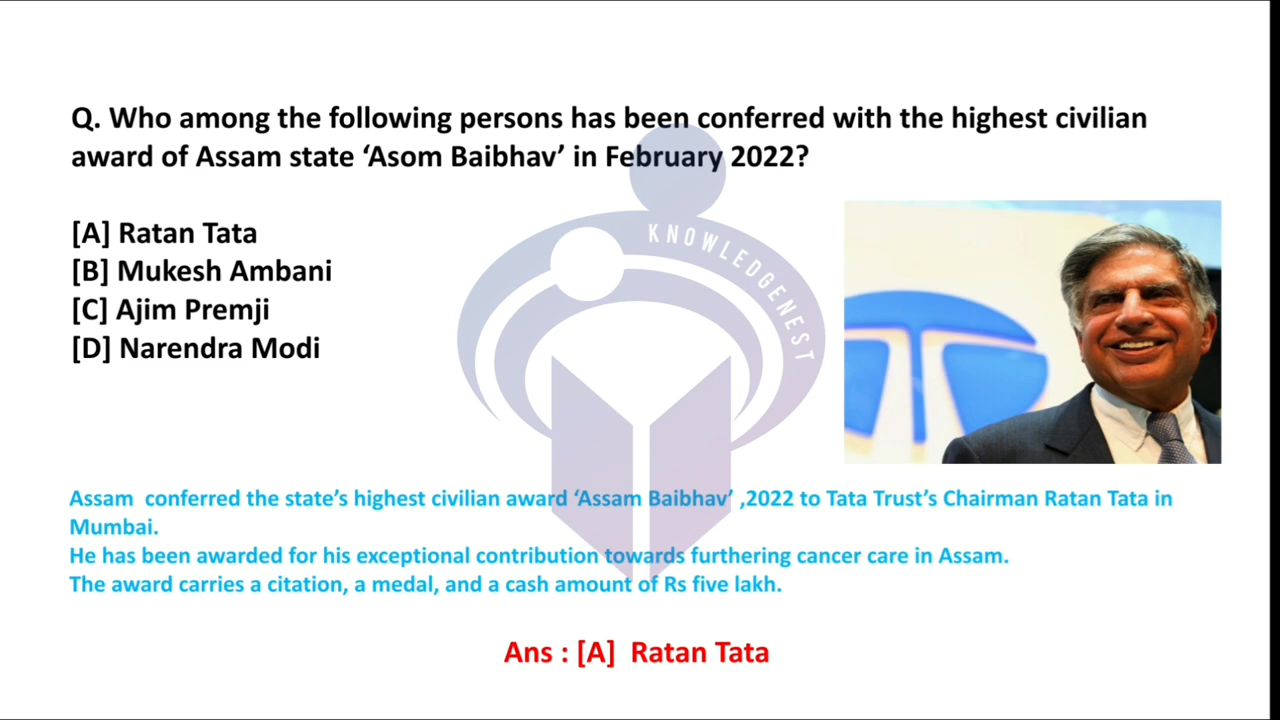 Q. Who among the following persons has been conferred with the highest civilian
award of Assam state ‘Asom Baibhav’ in February 2022?
[A] Ratan Tata
[B] Mukesh Ambani
[C] Ajim Premji
[D] Narendra Modi
KNOWLEDGENEST
Assam  conferred the state’s highest civilian award ‘Assam Baibhav’ ,2022 to Tata Trust’s Chairman Ratan Tata in
Mumbai.
He has been awarded for his exceptional contribution towards furthering cancer care in Assam.
The award carries a citation, a medal, and a cash amount of Rs five lakh.
Ans : [A]  Ratan Tata